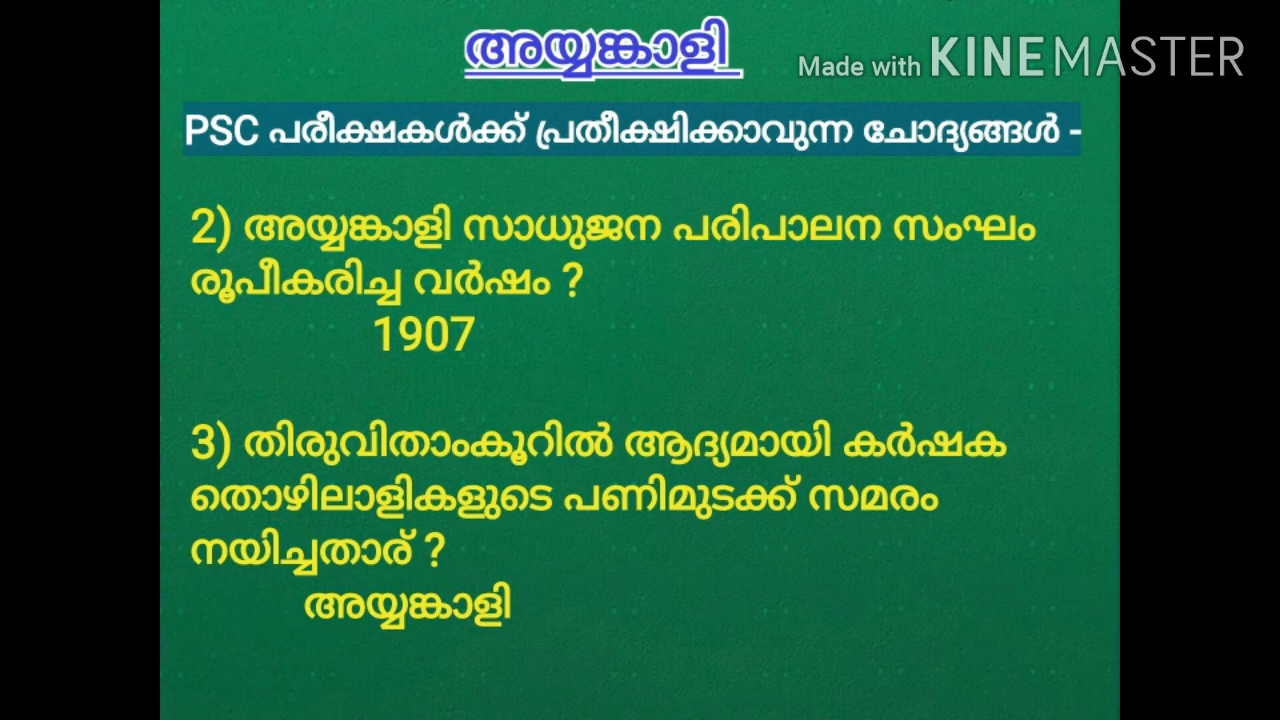 അയ്യങ്കാളി
Made with KINEMASTER
PSC പരീക്ഷകൾക്ക് പ്രതീക്ഷിക്കാവുന്ന ചോദ്യങ്ങൾ -
2) അയ്യങ്കാളി സാധുജന പരിപാലന സംഘം
രൂപീകരിച്ച വർഷം ?
1907
3) തിരുവിതാംകൂറിൽ ആദ്യമായി കർഷക
തൊഴിലാളികളുടെ പണിമുടക്ക് സമരം
നയിച്ചതാര് ?
അയ്യങ്കാളി